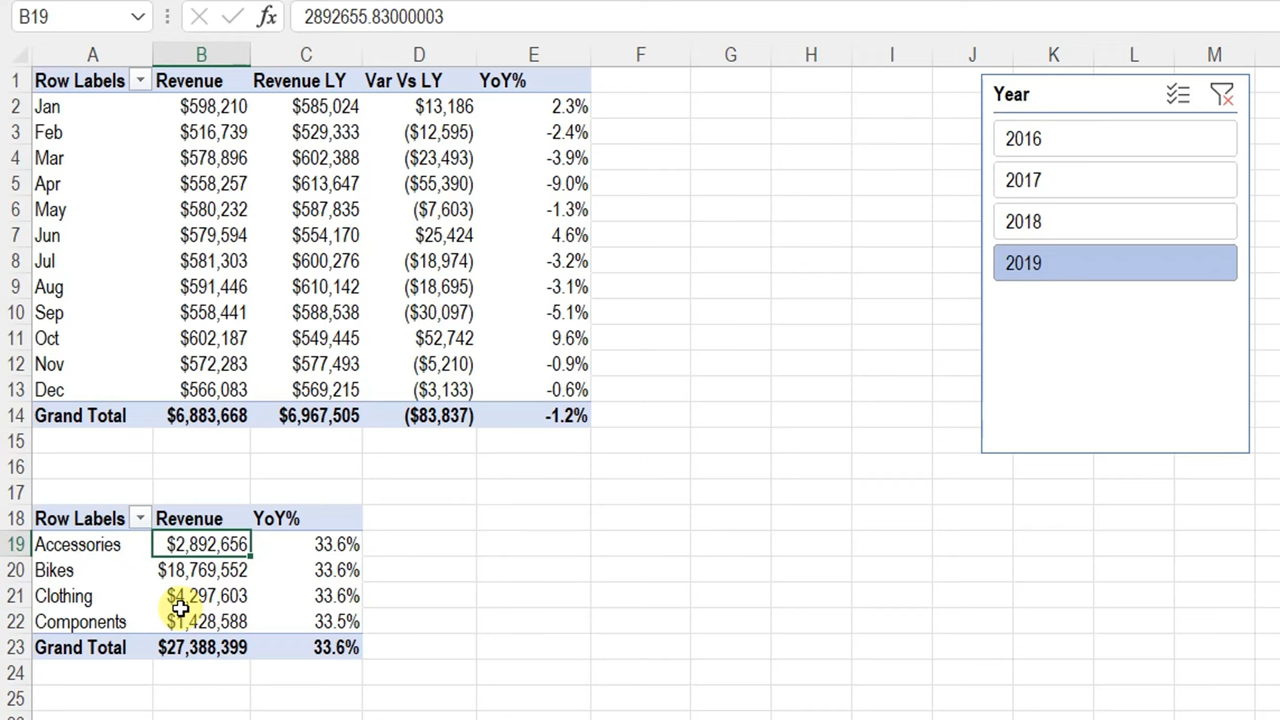 B19 fx 2892655.83000003
A B C D E F G H I J K L M
1 Row Labels Revenue Revenue LY Var Vs LY YoY%
2 Jan $598,210 $585,024 $13,186 2.3%
3 Feb $516,739 $529,333 ($12,595) -2.4%
4 Mar $578,896 $602,388 ($23,493) -3.9%
5 Apr $558,257 $613,647 ($55,390) -9.0%
6 May $580,232 $587,835 ($7,603) -1.3%
7 Jun $579,594 $554,170 $25,424 4.6%
8 Jul $581,303 $600,276 ($18,974) -3.2%
9 Aug $591,446 $610,142 ($18,695) -3.1%
10 Sep $558,441 $588,538 ($30,097) -5.1%
11 Oct $602,187 $549,445 $52,742 9.6%
12 Nov $572,283 $577,493 ($5,210) -0.9%
13 Dec $566,083 $569,215 ($3,133) -0.6%
14 Grand Total $6,883,668 $6,967,505 ($83,837) -1.2%
15
16
17
18 Row Labels Revenue YoY%
19 Accessories $2,892,656 33.6%
20 Bikes $18,769,552 33.6%
21 Clothing $4,297,603 33.6%
22 Components $1,428,588 33.5%
23 Grand Total $27,388,399 33.6%
24
25
Year
2016
2017
2018
2019